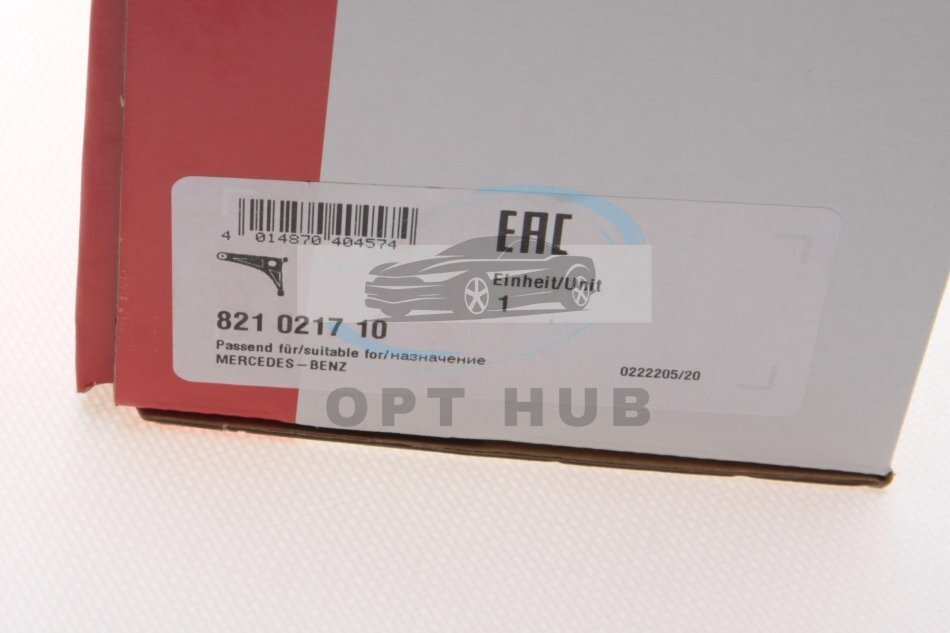 4 014870 404574
EAC
Einheit/Unit
1
821 0217 10
Passend für/suitable for/назначение
MERCEDES-BENZ
0222205/20
OPT HUB